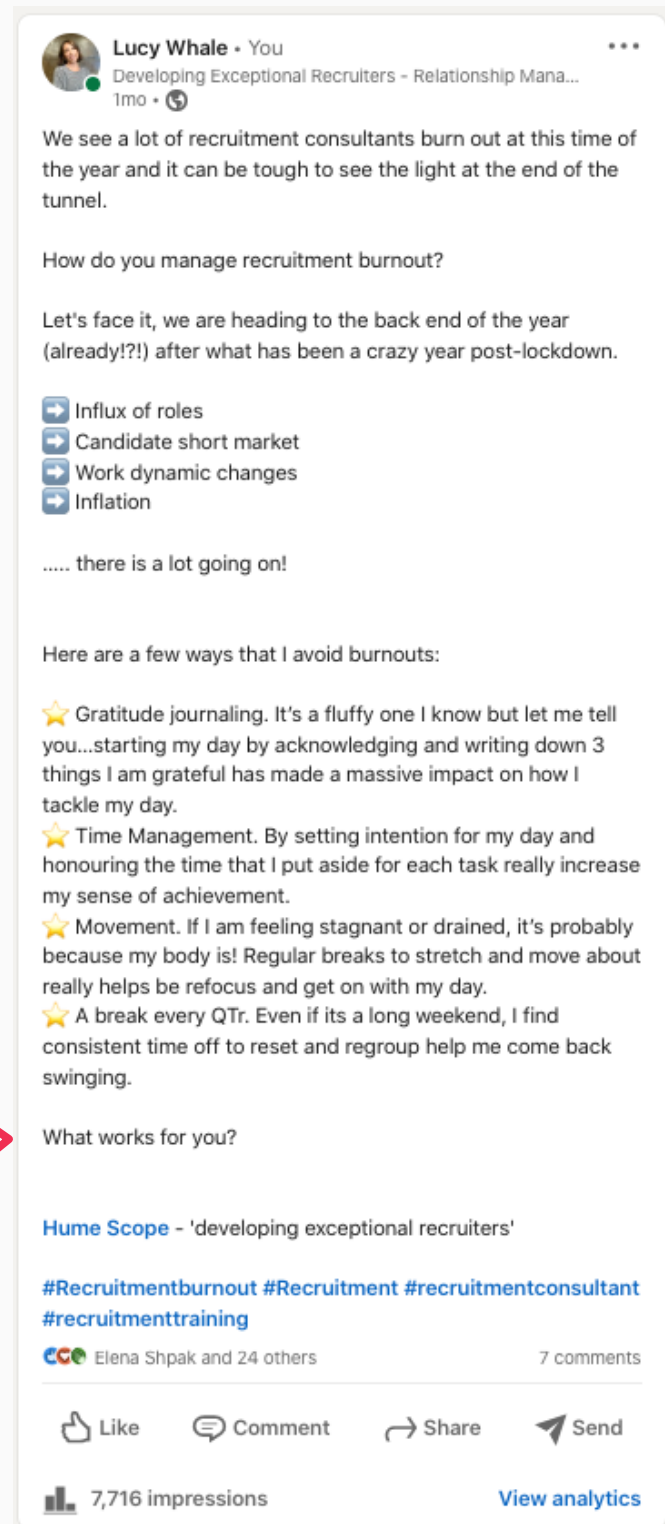 Lucy Whale • You
Developing Exceptional Recruiters - Relationship Mana...
1mo •
We see a lot of recruitment consultants burn out at this time of
the year and it can be tough to see the light at the end of the
tunnel.
How do you manage recruitment burnout?
Let's face it, we are heading to the back end of the year
(already!?!) after what has been a crazy year post-lockdown.
➡️ Influx of roles
➡️ Candidate short market
➡️ Work dynamic changes
➡️ Inflation
..... there is a lot going on!
Here are a few ways that I avoid burnouts:
⭐ Gratitude journaling. It's a fluffy one I know but let me tell
you...starting my day by acknowledging and writing down 3
things I am grateful has made a massive impact on how I
tackle my day.
⭐ Time Management. By setting intention for my day and
honouring the time that I put aside for each task really increase
my sense of achievement.
⭐ Movement. If I am feeling stagnant or drained, it's probably
because my body is! Regular breaks to stretch and move about
really helps be refocus and get on with my day.
⭐ A break every QTr. Even if its a long weekend, I find
consistent time off to reset and regroup help me come back
swinging.
What works for you?
Hume Scope - 'developing exceptional recruiters'
#Recruitmentburnout #Recruitment #recruitmentconsultant
#recruitmenttraining
Elena Shpak and 24 others 7 comments
Like Comment Share Send
7,716 impressions View analytics